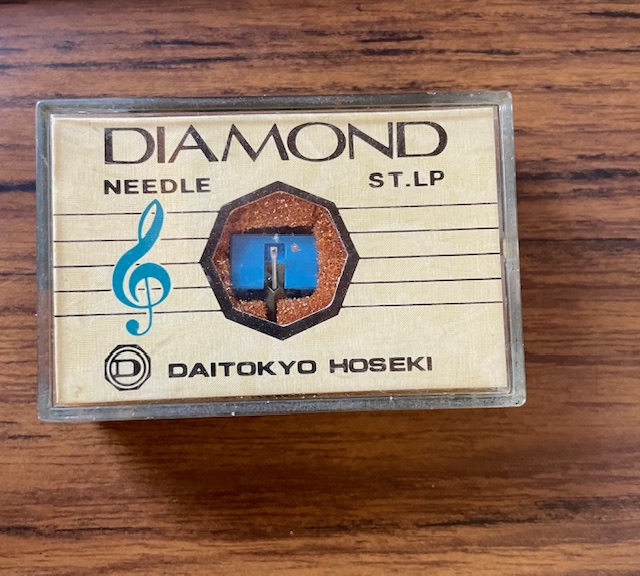 DIAMOND
NEEDLE ST.LP
D DAITOKYO HOSEKI